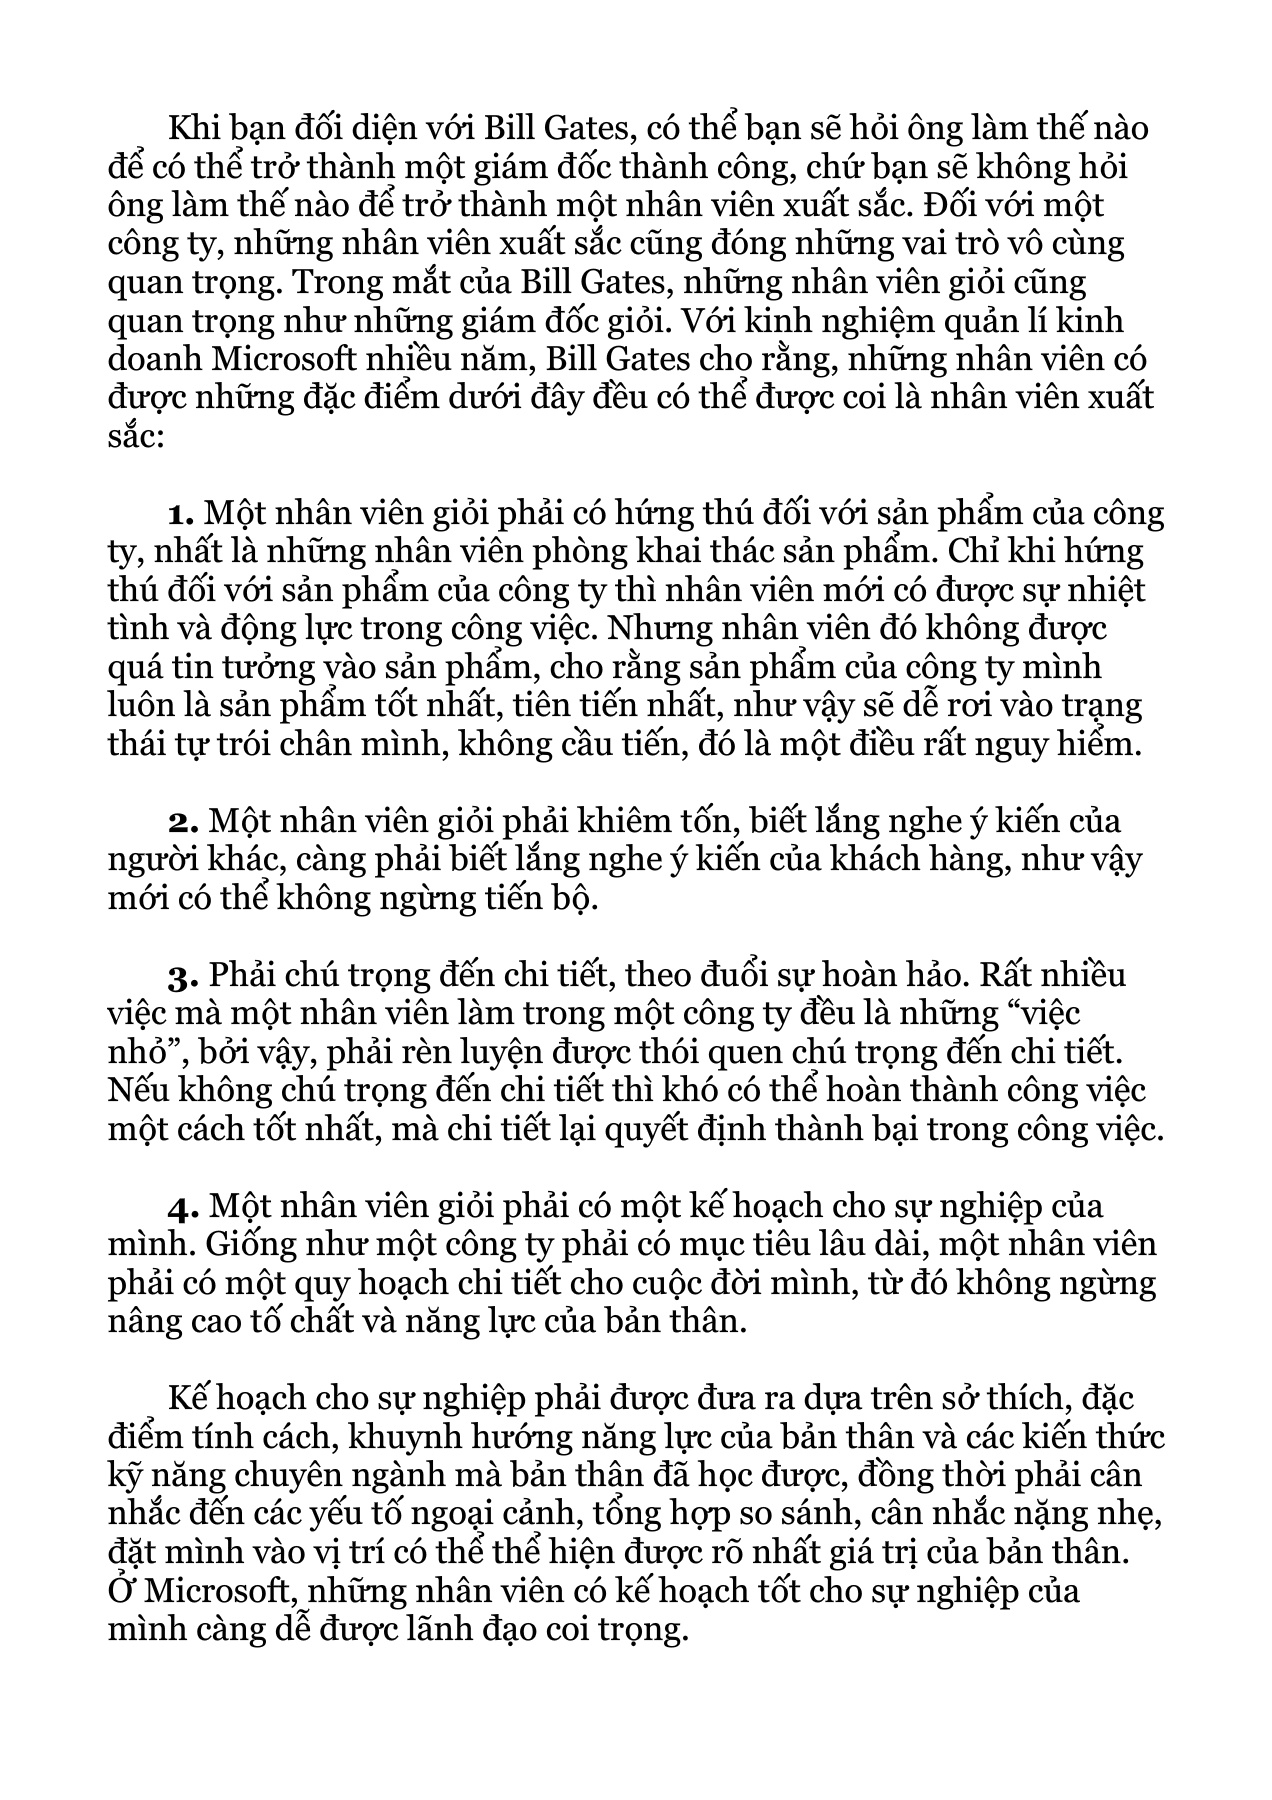 Khi bạn đối diện với Bill Gates, có thể bạn sẽ hỏi ông làm thế nào
để có thể trở thành một giám đốc thành công, chứ bạn sẽ không hỏi
ông làm thế nào để trở thành một nhân viên xuất sắc. Đối với một
công ty, những nhân viên xuất sắc cũng đóng những vai trò vô cùng
quan trọng. Trong mắt của Bill Gates, những nhân viên giỏi cũng
quan trọng như những giám đốc giỏi. Với kinh nghiệm quản lí kinh
doanh Microsoft nhiều năm, Bill Gates cho rằng, những nhân viên có
được những đặc điểm dưới đây đều có thể được coi là nhân viên xuất
sắc:
1. Một nhân viên giỏi phải có hứng thú đối với sản phẩm của công
ty, nhất là những nhân viên phòng khai thác sản phẩm. Chỉ khi hứng
thú đối với sản phẩm của công ty thì nhân viên mới có được sự nhiệt
tình và động lực trong công việc. Nhưng nhân viên đó không được
quá tin tưởng vào sản phẩm, cho rằng sản phẩm của công ty mình
luôn là sản phẩm tốt nhất, tiên tiến nhất, như vậy sẽ dễ rơi vào trạng
thái tự trói chân mình, không cầu tiến, đó là một điều rất nguy hiểm.
2. Một nhân viên giỏi phải khiêm tốn, biết lắng nghe ý kiến của
người khác, càng phải biết lắng nghe ý kiến của khách hàng, như vậy
mới có thể không ngừng tiến bộ.
3. Phải chú trọng đến chi tiết, theo đuổi sự hoàn hảo. Rất nhiều
việc mà một nhân viên làm trong một công ty đều là những “việc
nhỏ”, bởi vậy, phải rèn luyện được thói quen chú trọng đến chi tiết.
Nếu không chú trọng đến chi tiết thì khó có thể hoàn thành công việc
một cách tốt nhất, mà chi tiết lại quyết định thành bại trong công việc.
4. Một nhân viên giỏi phải có một kế hoạch cho sự nghiệp của
mình. Giống như một công ty phải có mục tiêu lâu dài, một nhân viên
phải có một quy hoạch chi tiết cho cuộc đời mình, từ đó không ngừng
nâng cao tố chất và năng lực của bản thân.
Kế hoạch cho sự nghiệp phải được đưa ra dựa trên sở thích, đặc
điểm tính cách, khuynh hướng năng lực của bản thân và các kiến thức
kỹ năng chuyên ngành mà bản thân đã học được, đồng thời phải cân
nhắc đến các yếu tố ngoại cảnh, tổng hợp so sánh, cân nhắc nặng nhẹ,
đặt mình vào vị trí có thể thể hiện được rõ nhất giá trị của bản thân.
Ở Microsoft, những nhân viên có kế hoạch tốt cho sự nghiệp của
mình càng dễ được lãnh đạo coi trọng.